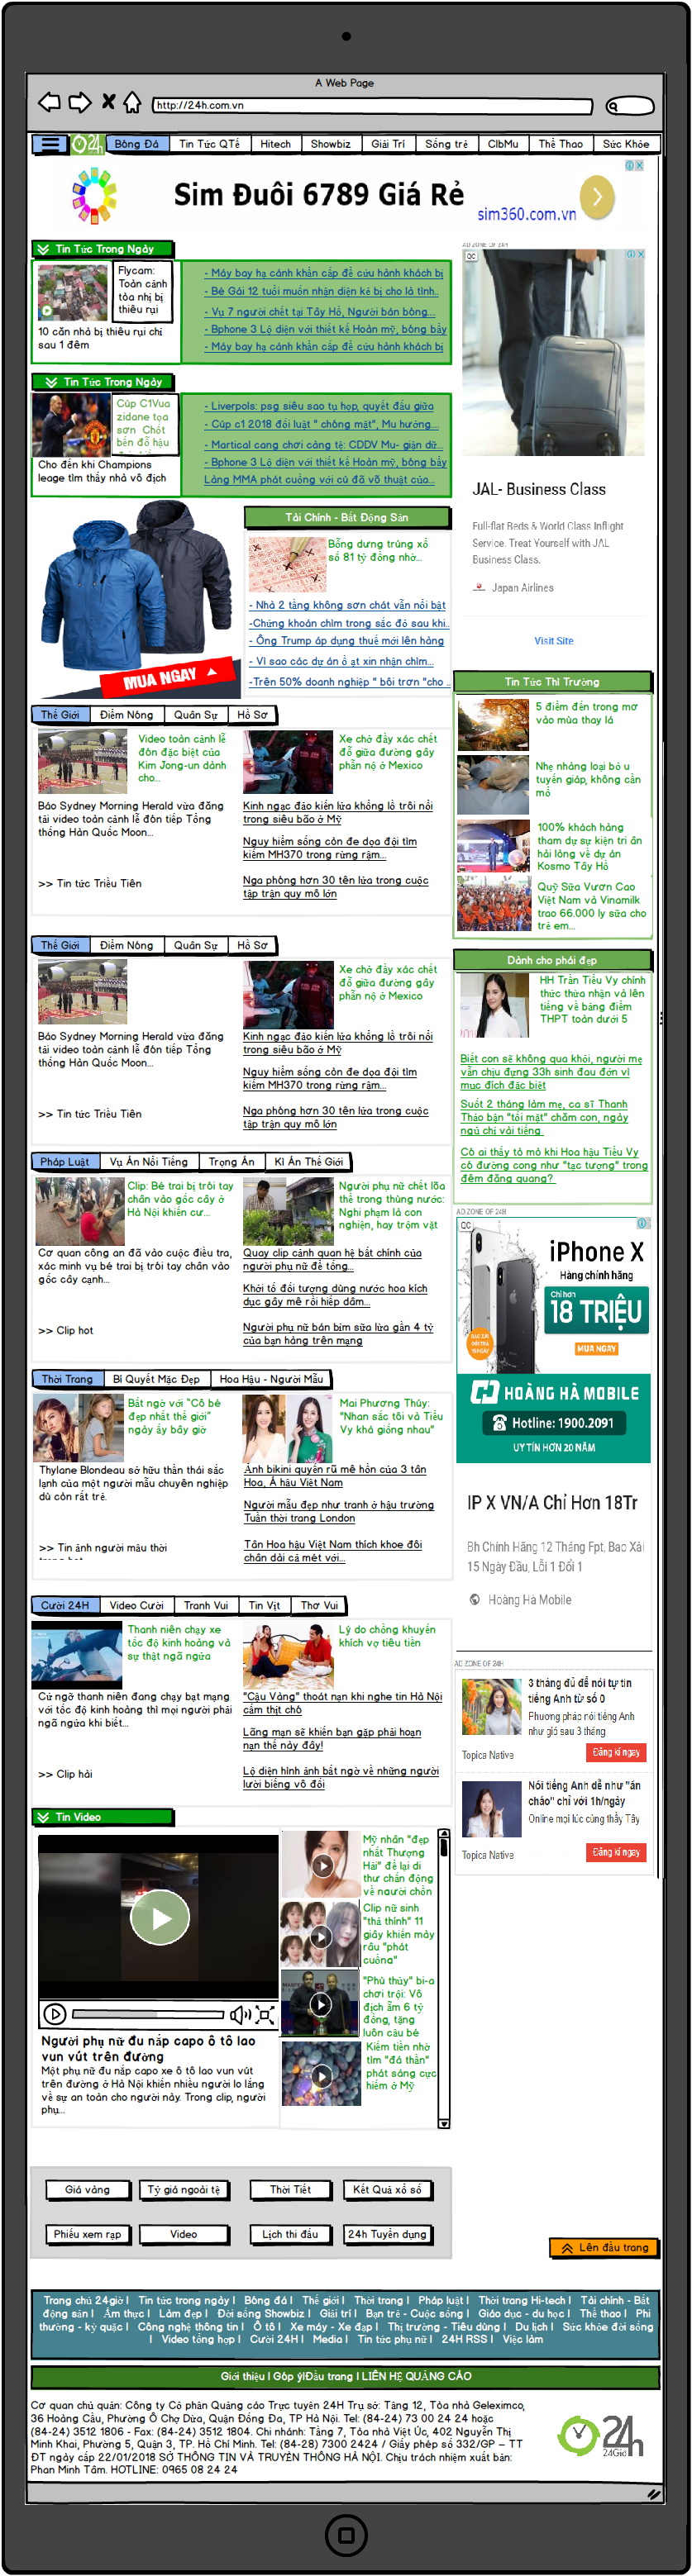 A Web Page
http://24h.com.vn
24h
Bóng Đá
Tin Tức QTế
Hitech
Showbiz
Giải Trí
Sống trẻ
ClbMu
Thể Thao
Sức Khỏe
Sim Đuôi 6789 Giá Rẻ
sim360.com.vn
Tin Tức Trong Ngày
Flycam:
Toàn cảnh
tòa nhị bị
thiêu rụi
10 căn nhà bị thiêu rụi chỉ
sau 1 đêm
- Máy bay hạ cánh khẩn cấp để cứu hành khách bị
- Bé Gái 12 tuổi muốn nhận diện kẻ bị cho là tình..
- Vụ 7 người chết tại Tây Hồ, Người bán bỏng....
- Bphone 3 Lộ diện với thiết kế Hoàn mỹ, bóng bẩy
- Máy bay hạ cánh khẩn cấp để cứu hành khách bị
Tin Tức Trong Ngày
Cúp C1Vua
zidane tọa
sơn Chốt
bến đỗ hậu
Cho đến khi Champions
leage tìm thấy nhà vô địch
- Liverpols: psg siêu sao tụ họp, quyết đấu giữa
- Cúp c1 2018 đổi luật " chóng mặt", Mu hưởng....
- Martical cang chơi cảng tệ: CDDV Mu- giận dữ...
- Bphone 3 Lộ diện với thiết kế Hoàn mỹ, bóng bẩy
Làng MMA phát cuồng với cú đã võ thuật của...
MUA NGAY
Tài Chính - Bất Động Sản
Bỗng dưng trúng xổ
số 81 tỷ đồng nhờ...
- Nhà 2 tầng không sơn chát vẫn nổi bật
-Chứng khoán chìm trong sắc đỏ sau khi..
- Ông Trump áp dụng thuế mới lên hàng
- Vì sao các dự án ồ ạt xin nhận chìm...
-Trên 50% doanh nghiệp " bôi trơn "cho ..
AD ZONE OF 24H
QC
JAL- Business Class
Full-flat Beds & World Class Inflight
Service. Treat Yourself with JAL
Business Class.
Japan Airlines
Visit Site
Thế Giới
Điểm Nóng
Quân Sự
Hồ Sơ
Video toàn cảnh lễ
đón đặc biệt của
Kim Jong-un dành
cho...
Báo Sydney Morning Herald vừa đăng
tải video toàn cảnh lễ đón tiếp Tổng
thống Hàn Quốc Moon...
>> Tin tức Triều Tiên
Xe chở đầy xác chết
đỗ giữa đường gây
phẫn nộ ở Mexico
Kinh ngạc đảo kiến lửa khổng lồ trôi nổi
trong siêu bão ở Mỹ
Nguy hiểm sống còn đe dọa đội tìm
kiếm MH370 trong rừng rậm...
Nga phóng hơn 30 tên lửa trong cuộc
tập trận quy mô lớn
Tin Tức Thì Trường
5 điểm đến trong mơ
vào mùa thay lá
Nhẹ nhàng loại bỏ u
tuyến giáp, không cần
mổ
100% khách hàng
tham dự sự kiện tri ân
hài lòng về dự án
Kosmo Tây Hồ
Quỹ Sữa Vươn Cao
Việt Nam và Vinamilk
trao 66.000 ly sữa cho
trẻ em...
Thế Giới
Điểm Nóng
Quân Sự
Hồ Sơ
Báo Sydney Morning Herald vừa đăng
tải video toàn cảnh lễ đón tiếp Tổng
thống Hàn Quốc Moon...
>> Tin tức Triều Tiên
Xe chở đầy xác chết
đỗ giữa đường gây
phẫn nộ ở Mexico
Kinh ngạc đảo kiến lửa khổng lồ trôi nổi
trong siêu bão ở Mỹ
Nguy hiểm sống còn đe dọa đội tìm
kiếm MH370 trong rừng rậm...
Nga phóng hơn 30 tên lửa trong cuộc
tập trận quy mô lớn
Dành cho phái đẹp
HH Trần Tiểu Vy chính
thức thừa nhận và lên
tiếng về bảng điểm
THPT toàn dưới 5
Biết con sẽ không qua khỏi, người mẹ
vẫn chịu đựng 33h sinh đau đớn vì
mục đích đặc biệt
Suốt 2 tháng làm mẹ, ca sĩ Thanh
Thảo bận "tối mặt" chăm con, ngày
ngủ chỉ vài tiếng
Có ai thấy tò mò khi Hoa hậu Tiểu Vy
có đường cong như "tạc tượng" trong
đêm đăng quang?
Pháp Luật
Vụ Án Nổi Tiếng
Trọng Án
Kì Án Thế Giới
Clip: Bé trai bị trói tay
chân vào gốc cây ở
Hà Nội khiến cư...
Cơ quan công an đã vào cuộc điều tra,
xác minh vụ bé trai bị trói tay chân vào
gốc cây cạnh...
>> Clip hot
Người phụ nữ chết lõa
thể trong thùng nước:
Nghi phạm là con
nghiện, hay trộm vặt
Quay clip cảnh quan hệ bất chính của
người phụ nữ để tống...
Khởi tố đối tượng dùng nước hoa kích
dục gây mê rồi hiếp dâm...
Người phụ nữ bán bỉm sữa lừa gần 4 tỷ
của bạn hàng trên mạng
AD ZONE OF 24H
QC
iPhone X
Hàng chính hãng
Chỉ hơn
18 TRIỆU
MUA NGAY
HOÀNG HÀ MOBILE
Hotline: 1900.2091
UY TÍN HƠN 20 NĂM
IP X VN/A Chỉ Hơn 18Tr
Bh Chính Hãng 12 Tháng Fpt, Bao Xài
15 Ngày Đầu, Lỗi 1 Đổi 1
Hoàng Hà Mobile
Thời Trang
Bí Quyết Mặc Đẹp
Hoa Hậu - Người Mẫu
Bất ngờ với "Cô bé
đẹp nhất thế giới"
ngày ấy bây giờ
Thylane Blondeau sở hữu thần thái sắc
lạnh của một người mẫu chuyên nghiệp
dù còn rất trẻ.
>> Tin ảnh người mẫu thời
Mai Phương Thúy:
"Nhan sắc tôi và Tiểu
Vy khá giống nhau"
Ảnh bikini quyến rũ mê hồn của 3 tân
Hoa, Á hậu Việt Nam
Người mẫu đẹp như tranh ở hậu trường
Tuần thời trang London
Tân Hoa hậu Việt Nam thích khoe đôi
chân dài cả mét với...
Cười 24H
Video Cười
Tranh Vui
Tin Vịt
Thơ Vui
Thanh niên chạy xe
tốc độ kinh hoàng và
sự thật ngã ngửa
Cứ ngỡ thanh niên đang chạy bạt mạng
với tốc độ kinh hoàng thì mọi người phải
ngã ngửa khi biết...
>> Clip hài
Lý do chồng khuyến
khích vợ tiêu tiền
"Cậu Vàng" thoát nạn khi nghe tin Hà Nội
cấm thịt chó
Lãng mạn sẽ khiến bạn gặp phải hoạn
nạn thế này đây!
Lộ diện hình ảnh bất ngờ về những người
lười biếng vô đối
AD ZONE OF 24H
3 tháng đủ để nói tự tin
tiếng Anh từ số 0
Phương pháp nói tiếng Anh
như gió sau 3 tháng
Topica Native
Đăng kí ngay
Nói tiếng Anh dễ như "ăn
cháo" chỉ với 1h/ngày
Online mọi lúc cùng thầy Tây
Topica Native
Đăng kí ngay
Tin Video
Người phụ nữ đu nắp capo ô tô lao
vun vút trên đường
Một phụ nữ đu nắp capo xe ô tô lao vun vút
trên đường ở Hà Nội khiến nhiều người lo lắng
về sự an toàn cho người này. Trong clip, người
phụ...
Mỹ nhân "đẹp
nhất Thượng
Hải" để lại di
thư chấn động
về người chồn
Clip nữ sinh
"thả thính" 11
giây khiến mày
râu "phát
cuồng"
"Phù thủy" bi-a
chơi trội: Vô
địch ẵm 6 tỷ
đồng, tặng
luôn cậu bé
Kiếm tiền nhờ
tìm "đá thần"
phát sáng cực
hiếm ở Mỹ
Giá vàng
Tỷ giá ngoại tệ
Thời Tiết
Kết Quả xổ số
Phiếu xem rạp
Video
Lịch thi đấu
24h Tuyển dụng
Lên đầu trang
Trang chủ 24giờ I Tin tức trong ngày I Bóng đá I Thế giới I Thời trang I Pháp luật I Thời trang Hi-tech I Tài chính - Bất
động sản I Ẩm thực I Làm đẹp I Đời sống Showbiz I Giải trí I Bạn trẻ - Cuộc sống I Giáo dục - du học I Thể thao I Phi
thường - kỳ quặc I Công nghệ thông tin I Ô tô I Xe máy - Xe đạp I Thị trường - Tiêu dùng I Du lịch I Sức khỏe đời sống
I Video tổng hợp I Cười 24H I Media I Tin tức phụ nữ I 24H RSS I Việc làm
Giới thiệu I Góp ýIĐầu trang I LIÊN HỆ QUẢNG CÁO
Cơ quan chủ quản: Công ty Cổ phần Quảng cáo Trực tuyến 24H Trụ sở: Tầng 12, Tòa nhà Geleximco,
36 Hoàng Cầu, Phường Ô Chợ Dừa, Quận Đống Đa, TP Hà Nội. Tel: (84-24) 73 00 24 24 hoặc
(84-24) 3512 1806 - Fax: (84-24) 3512 1804. Chi nhánh: Tầng 7, Tòa nhà Việt Úc, 402 Nguyễn Thị
Minh Khai, Phường 5, Quận 3, TP. Hồ Chí Minh. Tel: (84-28) 7300 2424 / Giấy phép số 332/GP – TT
ĐT ngày cấp 22/01/2018 SỞ THÔNG TIN VÀ TRUYỀN THÔNG HÀ NỘI. Chịu trách nhiệm xuất bản:
Phan Minh Tâm. HOTLINE: 0965 08 24 24
24h
24Giờ